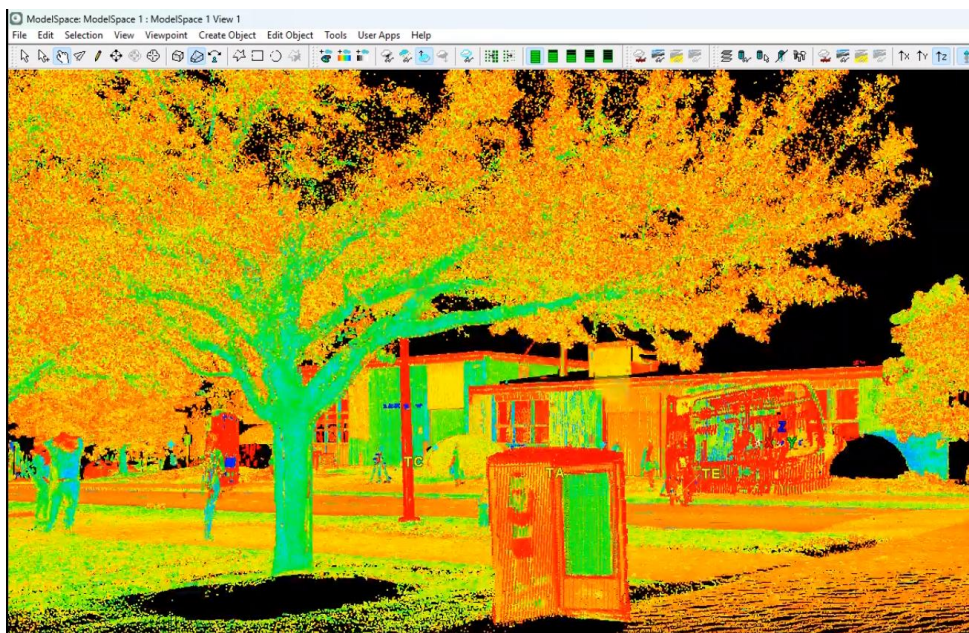 ModelSpace: ModelSpace 1 : ModelSpace 1 View 1
File Edit Selection View Viewpoint Create Object Edit Object Tools User Apps Help
↑X ↑Y ↑Z
Z
Y
TC TA TE